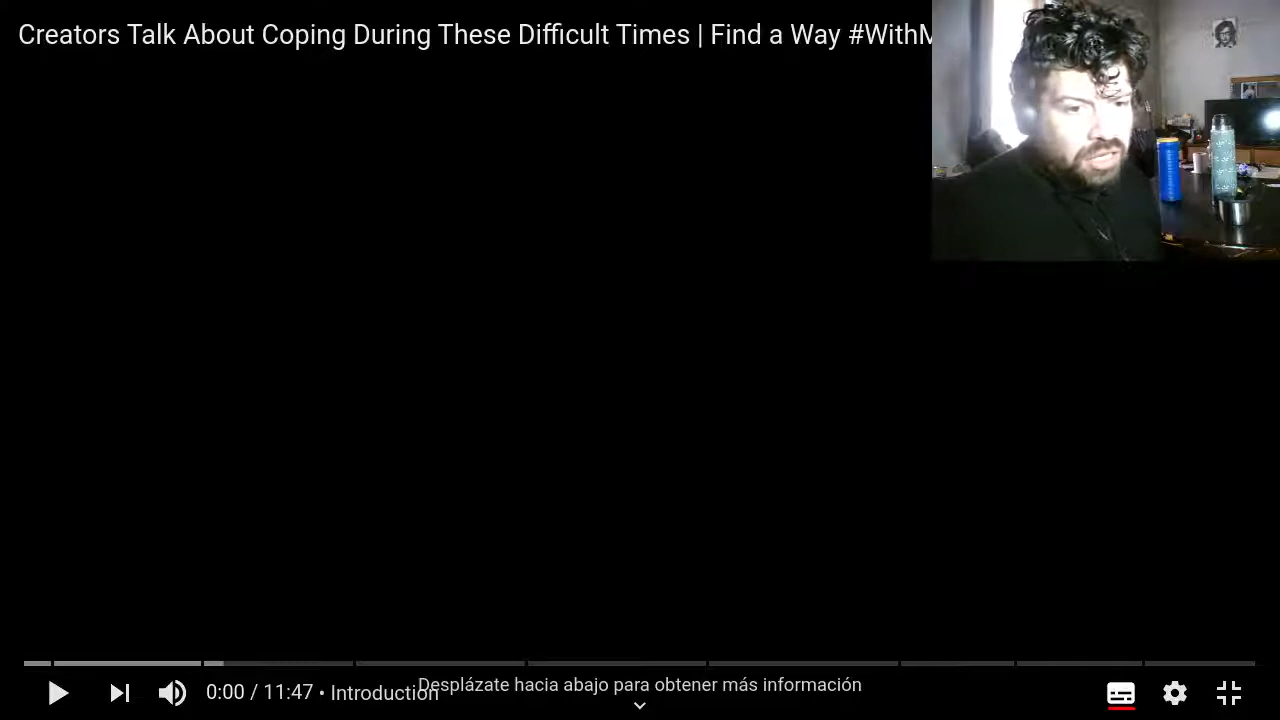 Creators Talk About Coping During These Difficult Times | Find a Way #WithM
0:00 / 11:47 • Introduction
Desplázate hacia abajo para obtener más información